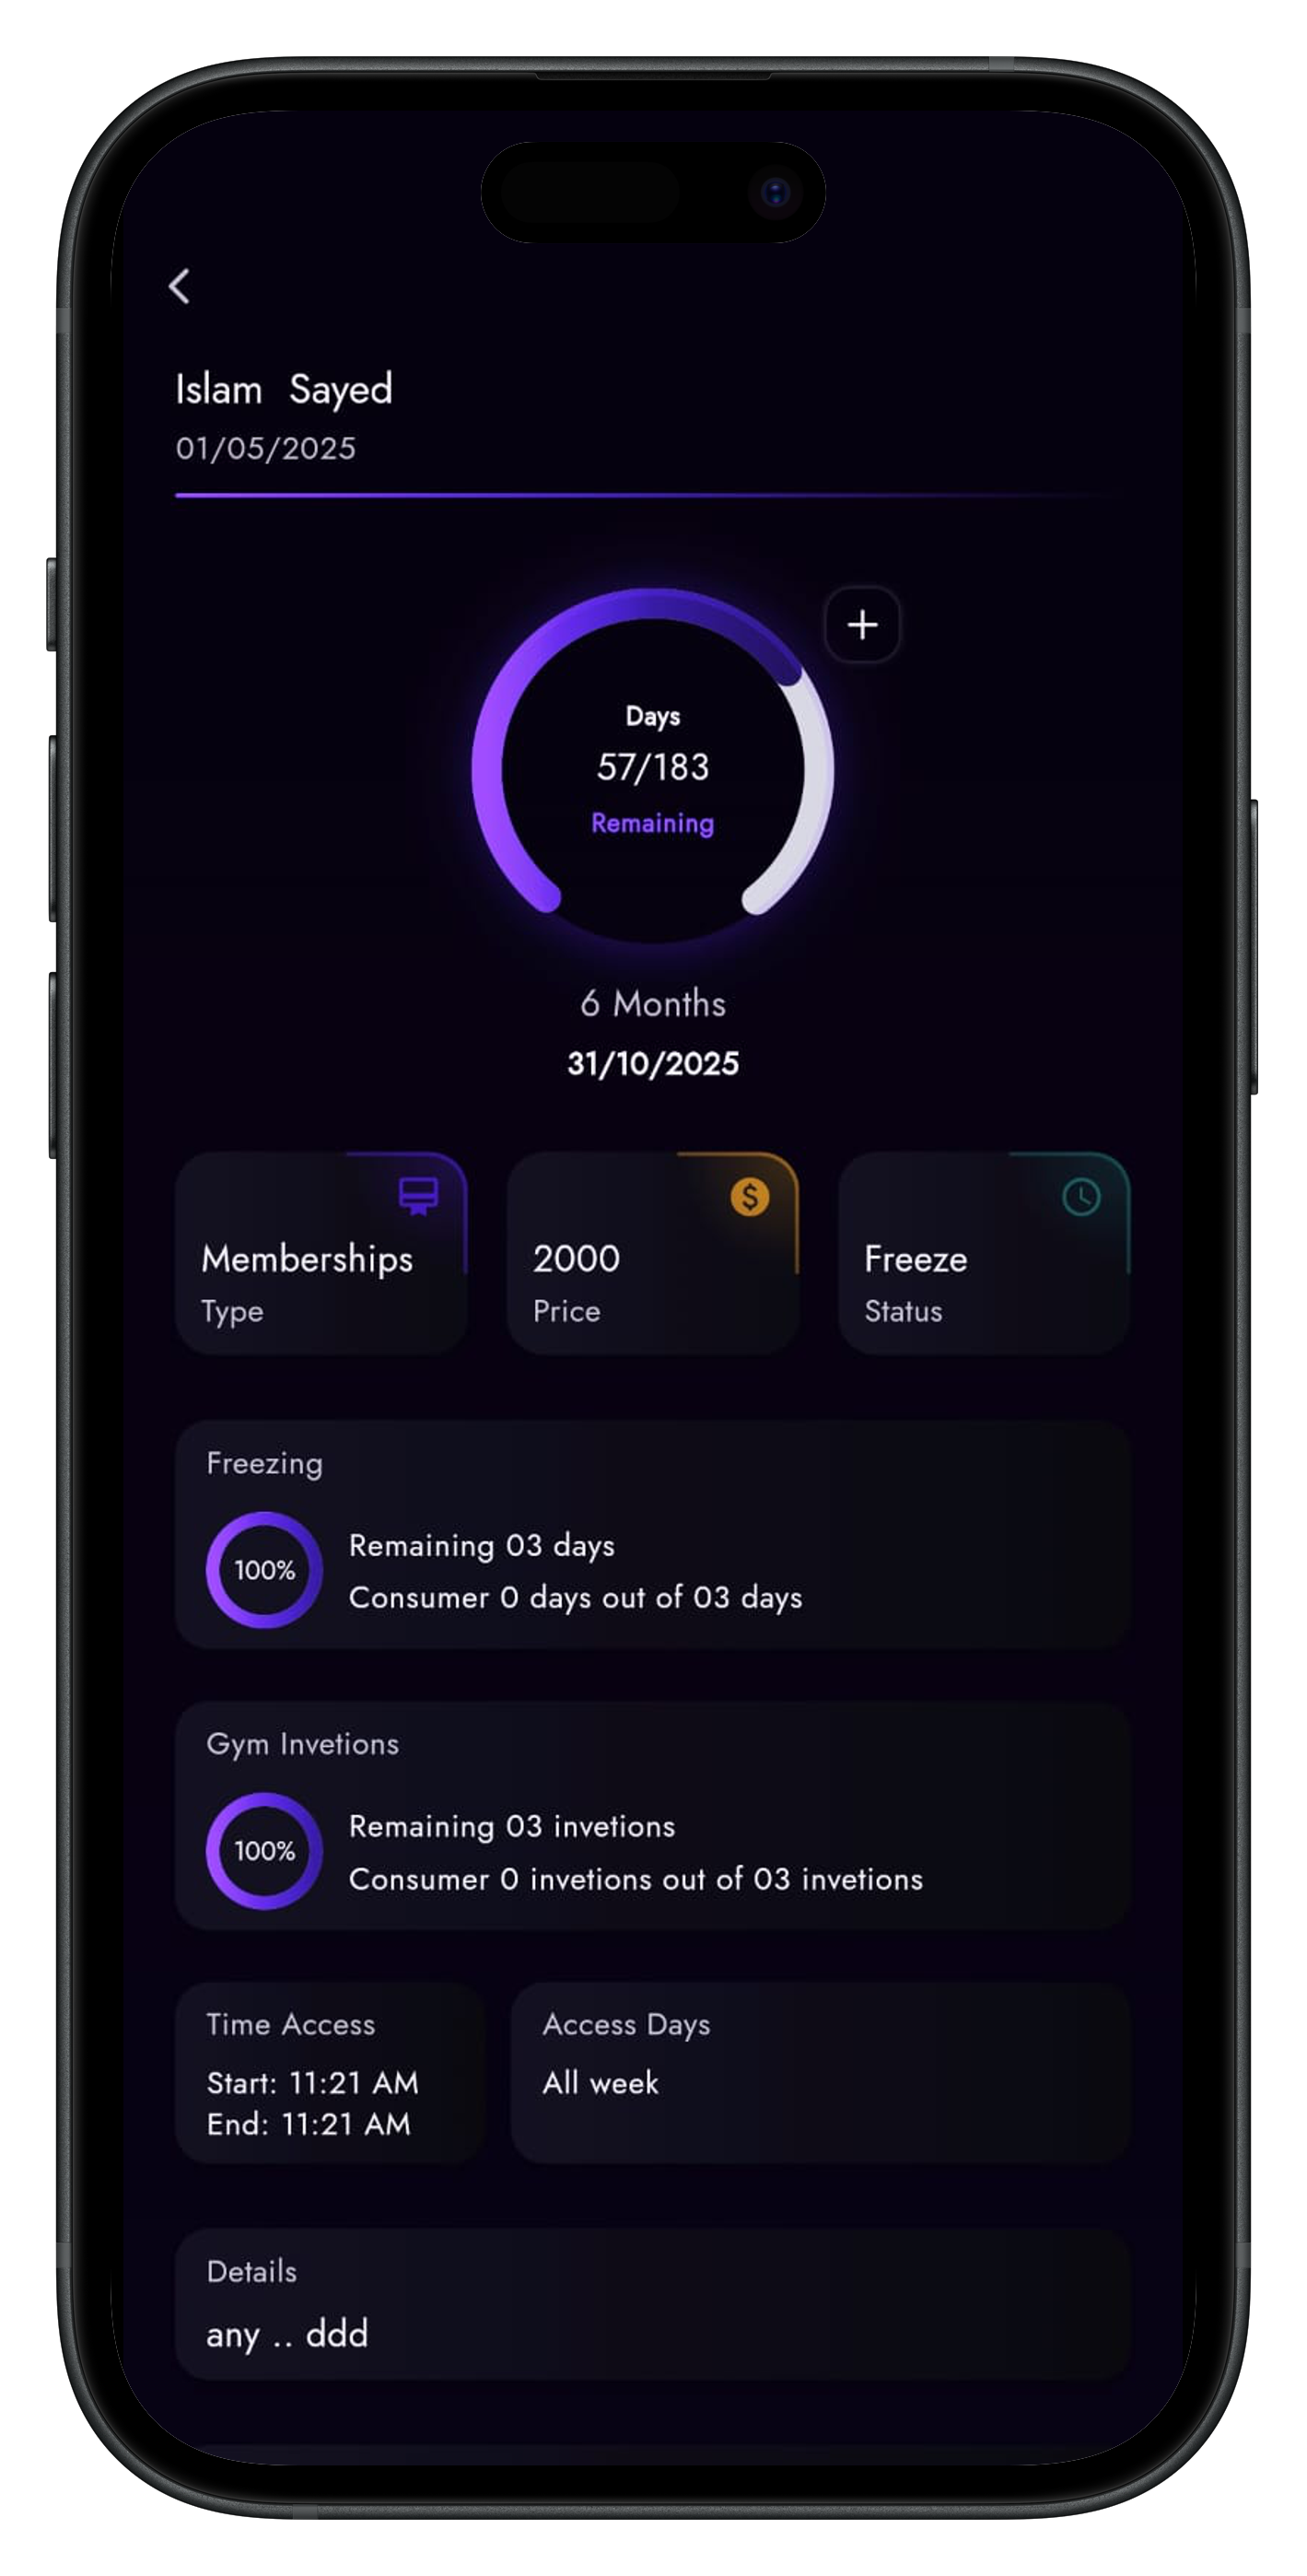 Islam Sayed
01/05/2025
Days
57/183
Remaining
6 Months
31/10/2025
Memberships
Type
2000
Price
Freeze
Status
Freezing
100%
Remaining 03 days
Consumer 0 days out of 03 days
Gym Invetions
100%
Remaining 03 invetions
Consumer 0 invetions out of 03 invetions
Time Access
Start: 11:21 AM
End: 11:21 AM
Access Days
All week
Details
any .. ddd